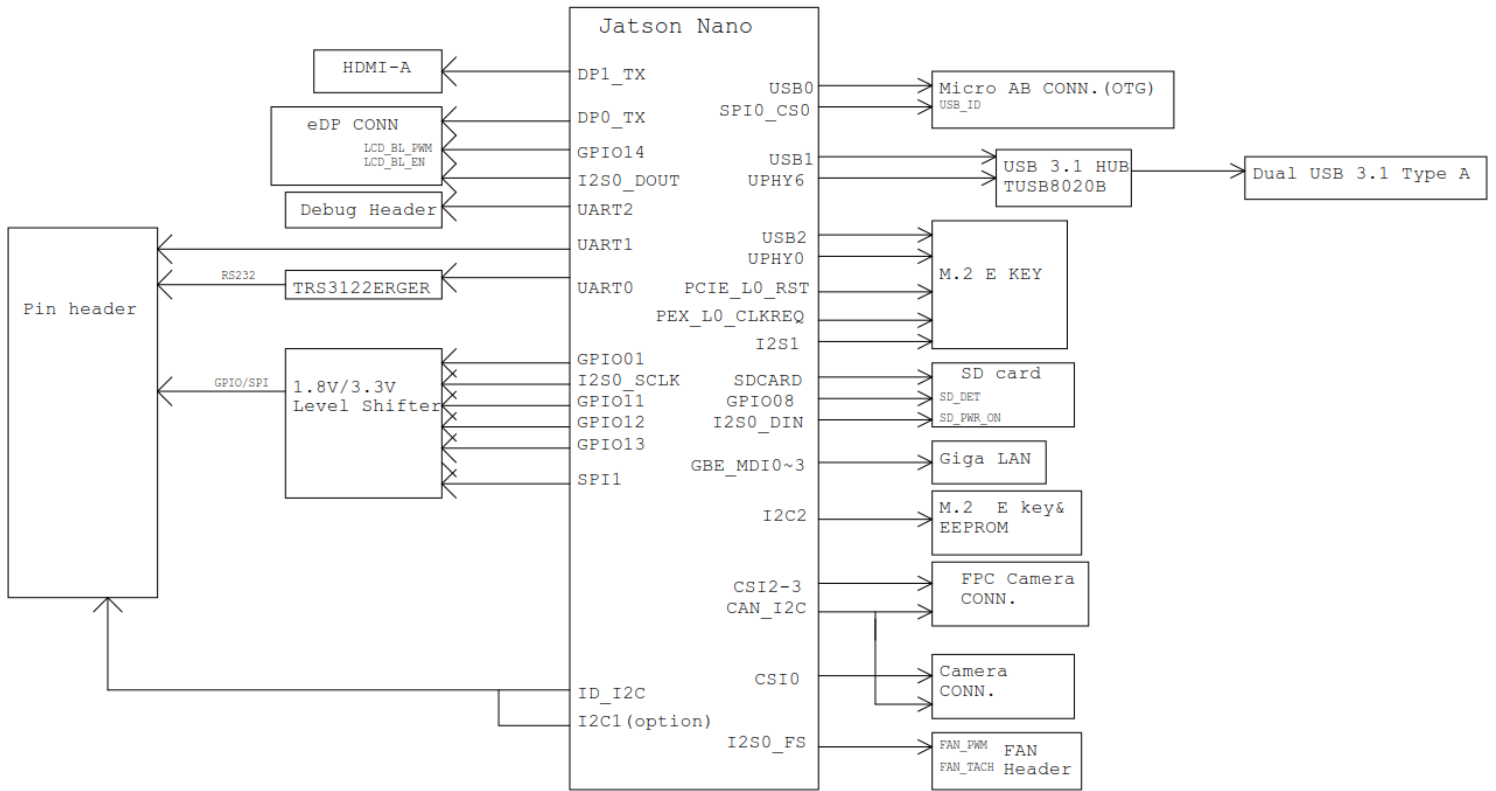 Jatson Nano
HDMI-A
DP1_TX
eDP CONN
LCD_BL_PWM
LCD_BL_EN
DP0_TX
GPIO14
I2S0_DOUT
Debug Header
UART2
UART1
Pin header
RS232
TRS3122ERGER
UART0
GPIO/SPI
1.8V/3.3V
Level Shifter
GPIO01
I2S0_SCLK
GPIO11
GPIO12
GPIO13
SPI1
ID_I2C
I2C1(option)
USB0
SPI0_CS0
Micro AB CONN.(OTG)
USB_ID
USB1
UPHY6
USB 3.1 HUB
TUSB8020B
Dual USB 3.1 Type A
USB2
UPHY0
PCIE_L0_RST
PEX_L0_CLKREQ
I2S1
M.2 E KEY
SDCARD
GPIO08
I2S0_DIN
SD card
SD_DET
SD_PWR_ON
GBE_MDI0~3
Giga LAN
I2C2
M.2 E key&
EEPROM
CSI2-3
CAN_I2C
FPC Camera
CONN.
CSI0
Camera
CONN.
I2S0_FS
FAN_PWM FAN
FAN_TACH Header